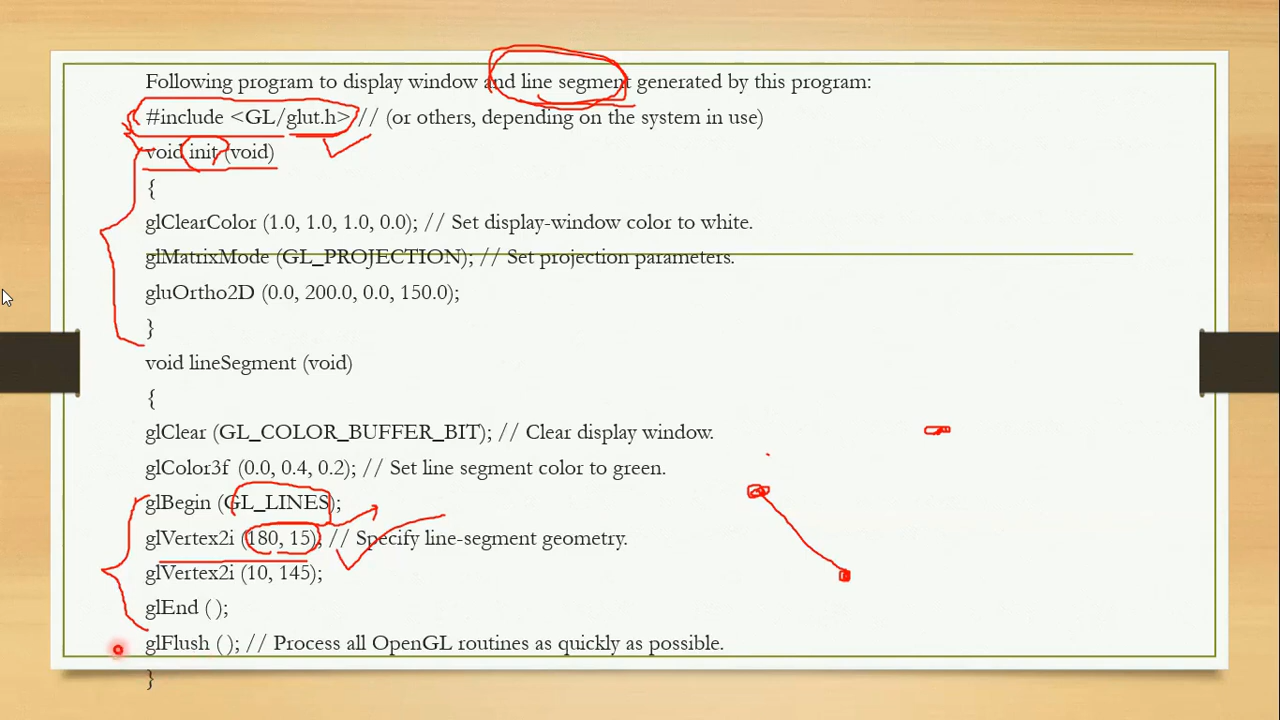 Following program to display window and line segment generated by this program:
#include <GL/glut.h> // (or others, depending on the system in use)
void init (void)
{
glClearColor (1.0, 1.0, 1.0, 0.0); // Set display-window color to white.
glMatrixMode (GL_PROJECTION); // Set projection parameters.
gluOrtho2D (0.0, 200.0, 0.0, 150.0);
}
void lineSegment (void)
{
glClear (GL_COLOR_BUFFER_BIT); // Clear display window.
glColor3f (0.0, 0.4, 0.2); // Set line segment color to green.
glBegin (GL_LINES);
glVertex2i (180, 15); // Specify line-segment geometry.
glVertex2i (10, 145);
glEnd ( );
glFlush ( ); // Process all OpenGL routines as quickly as possible.
}